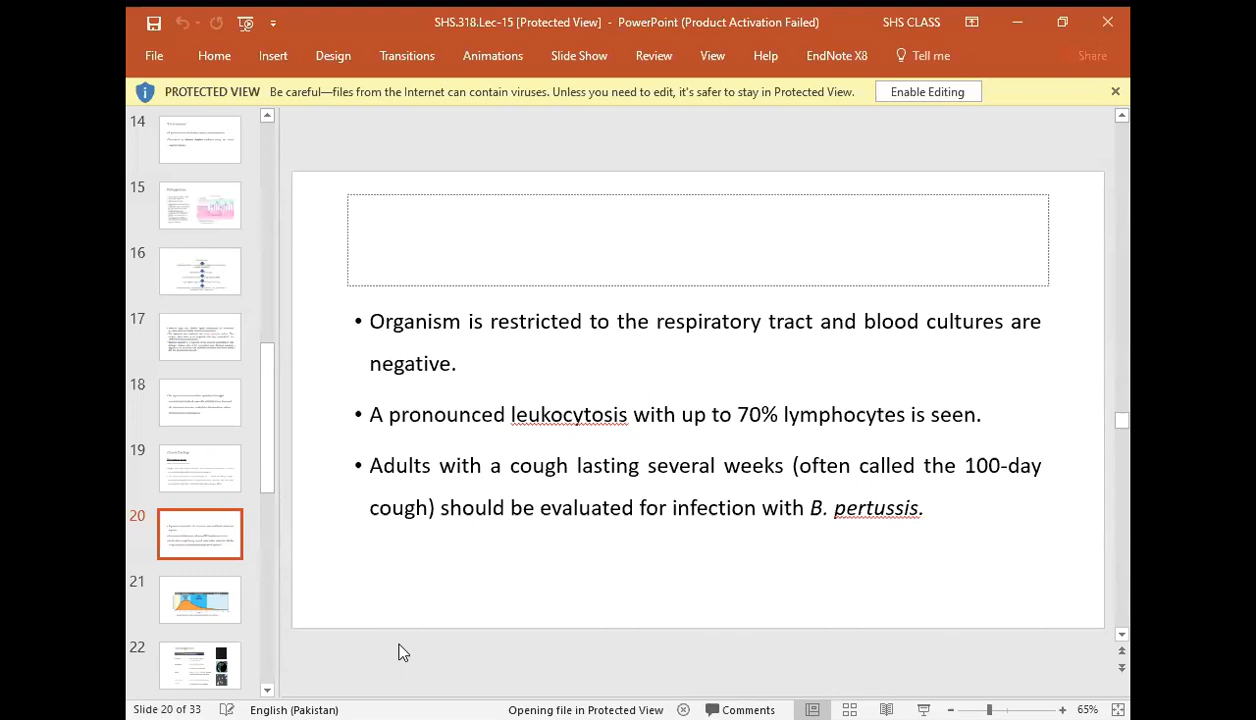 SHS.318.Lec-15 [Protected View] - PowerPoint (Product Activation Failed)
SHS CLASS
File Home Insert Design Transitions Animations Slide Show Review View Help EndNote X8 Tell me Share
PROTECTED VIEW Be careful—files from the Internet can contain viruses. Unless you need to edit, it's safer to stay in Protected View. Enable Editing
14
15
16
17
18
19
20
21
22
• Organism is restricted to the respiratory tract and blood cultures are
negative.
• A pronounced leukocytosis with up to 70% lymphocytes is seen.
• Adults with a cough lasting several weeks (often called the 100-day
cough) should be evaluated for infection with B. pertussis.
Slide 20 of 33 English (Pakistan) Opening file in Protected View Comments 65%